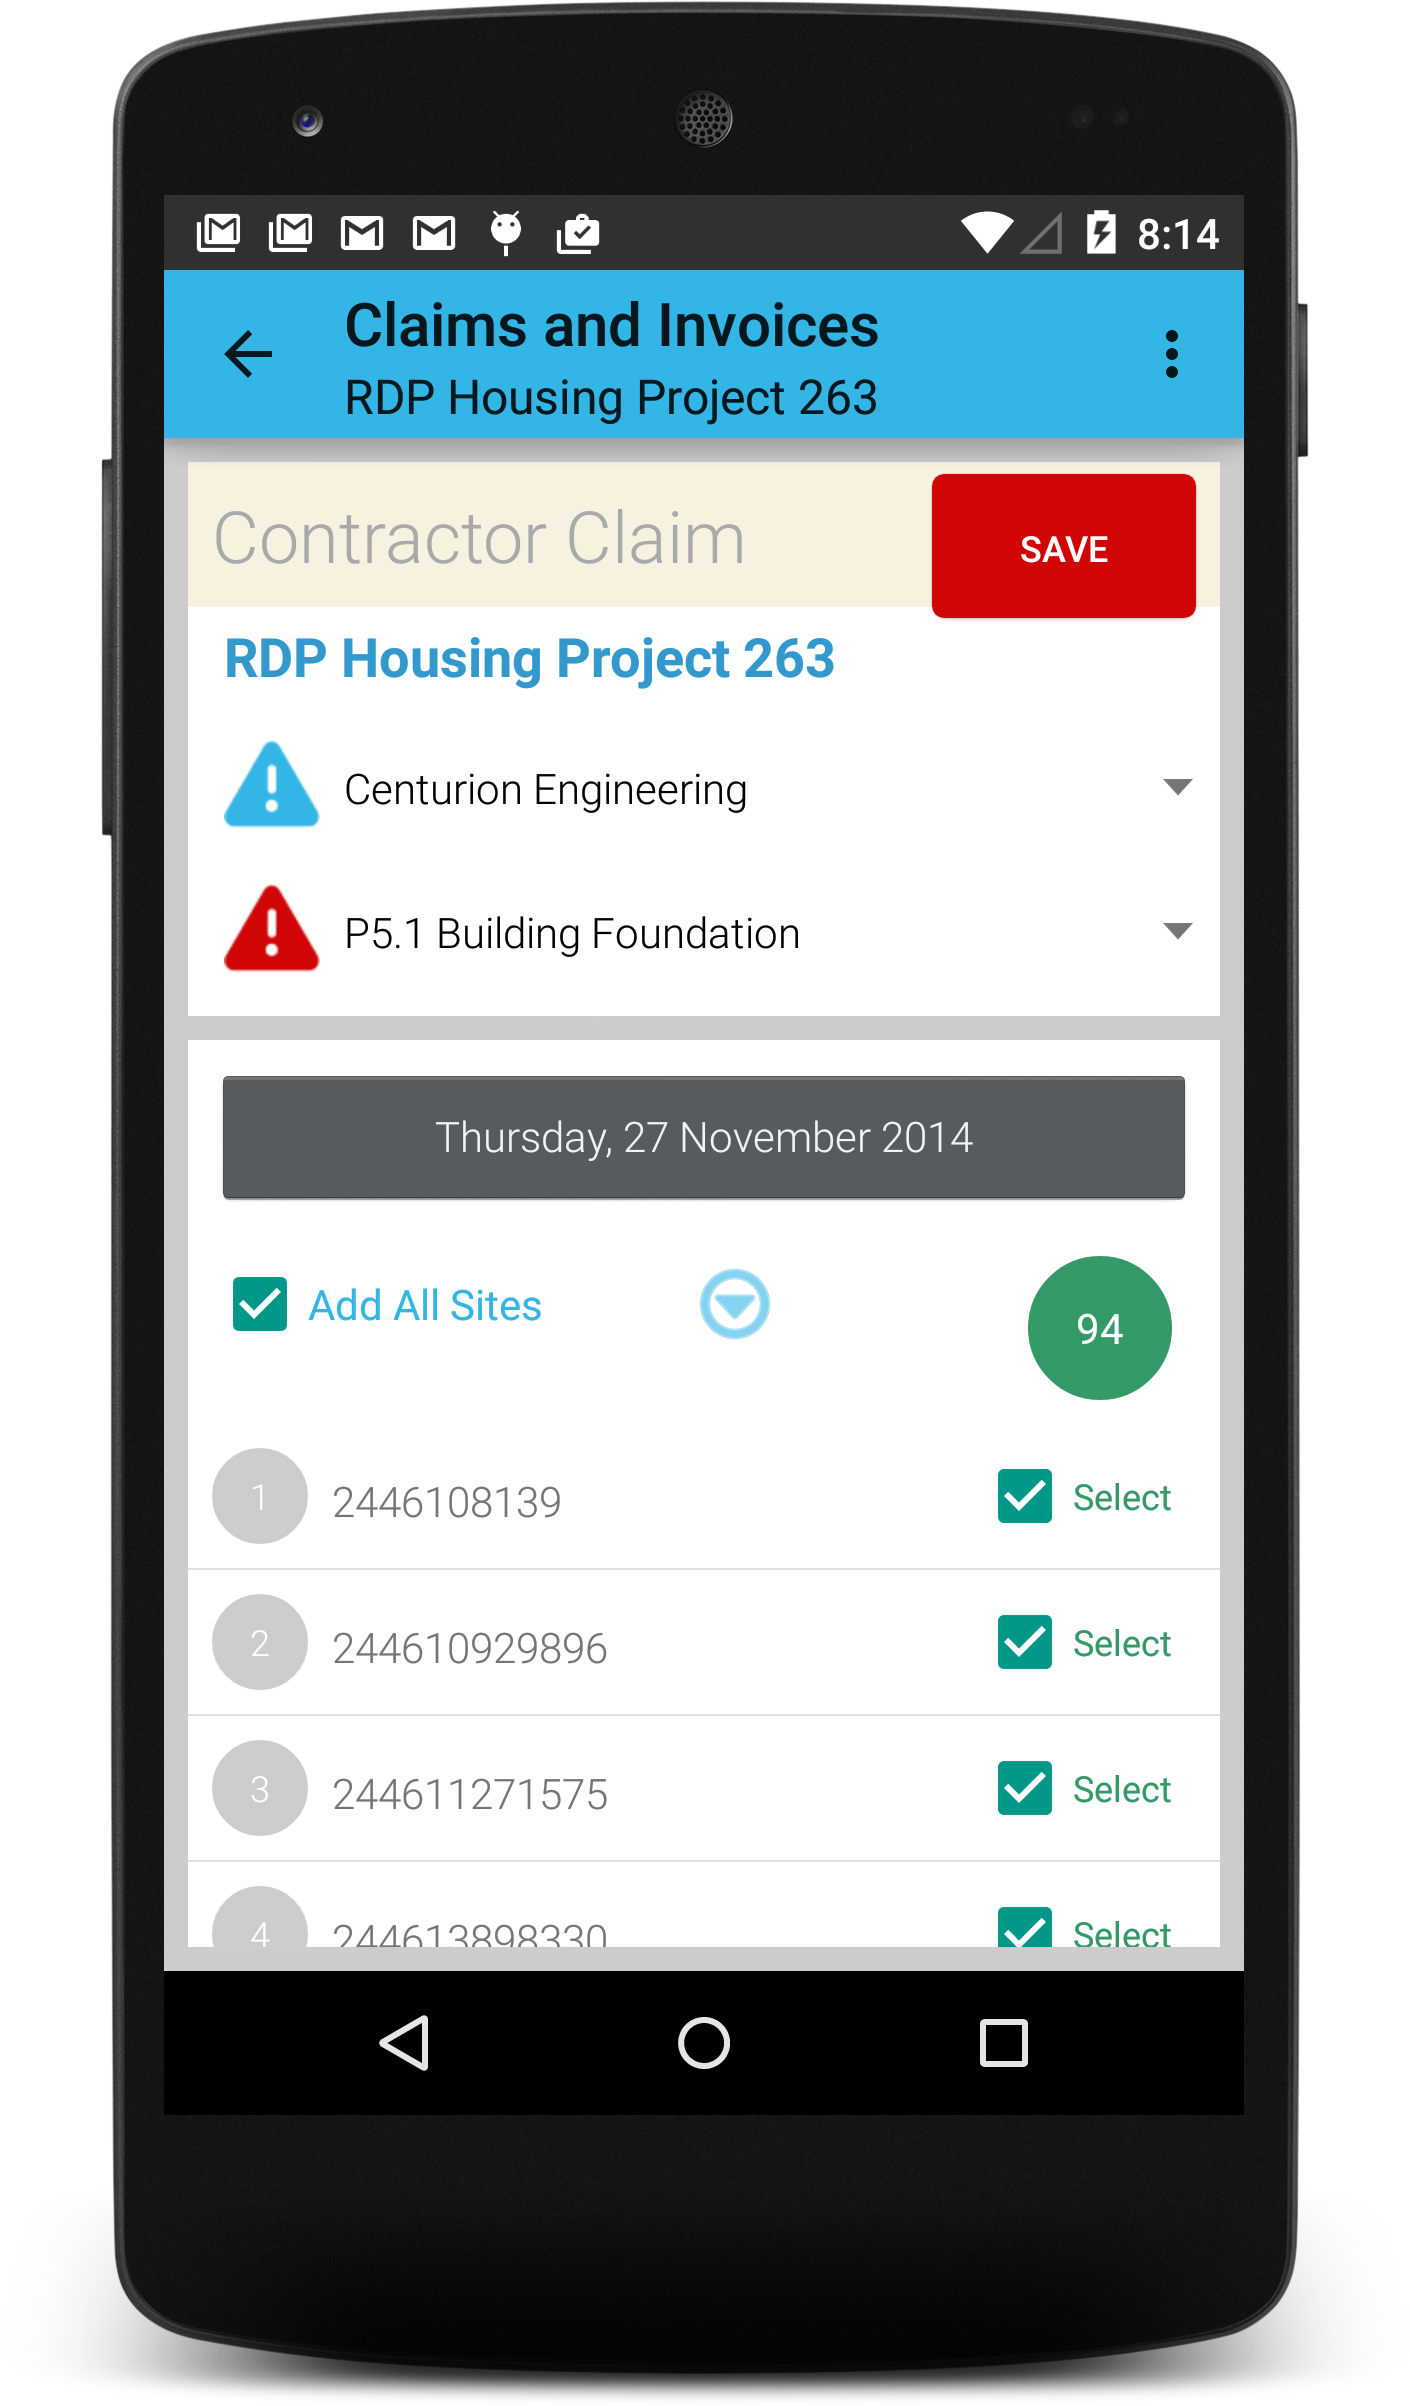 8:14
Claims and Invoices
RDP Housing Project 263
Contractor Claim
SAVE
RDP Housing Project 263
Centurion Engineering
P5.1 Building Foundation
Thursday, 27 November 2014
Add All Sites
94
1 2446108139 Select
2 244610929896 Select
3 244611271575 Select
4 244613898330 Select